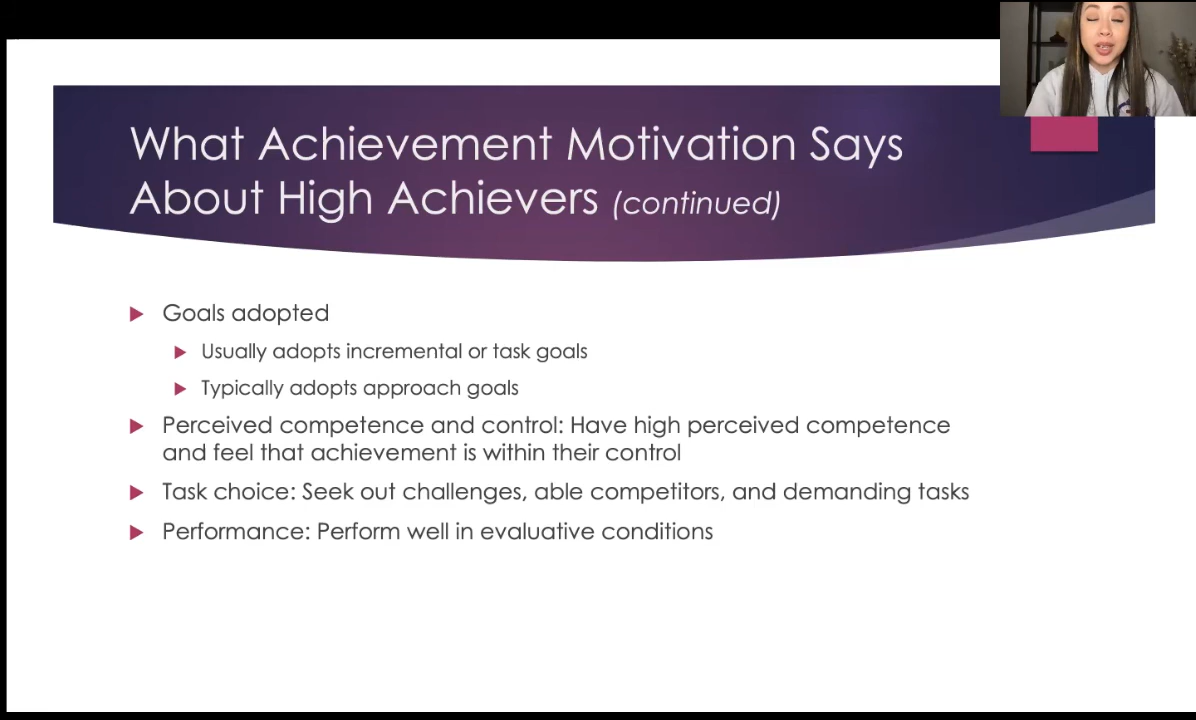 What Achievement Motivation Says
About High Achievers (continued)
Goals adopted
Usually adopts incremental or task goals
Typically adopts approach goals
Perceived competence and control: Have high perceived competence
and feel that achievement is within their control
Task choice: Seek out challenges, able competitors, and demanding tasks
Performance: Perform well in evaluative conditions